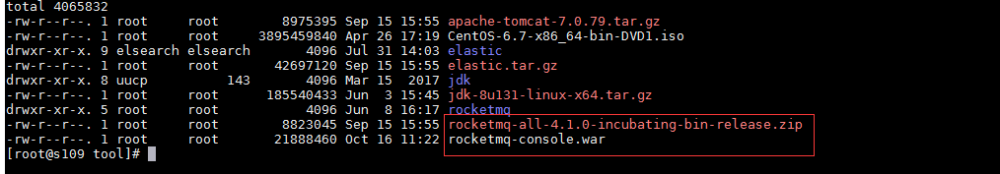 total 4065832
-rw-r--r--. 1 root     root        8975395 Sep 15 15:55 apache-tomcat-7.0.79.tar.gz
-rw-r--r--. 1 root     root     3895459840 Apr 26 17:19 CentOS-6.7-x86_64-bin-DVD1.iso
drwxr-xr-x. 9 elsearch elsearch       4096 Jul 31 14:03 elastic
-rw-r--r--. 1 root     root       42697120 Sep 15 15:55 elastic.tar.gz
drwxr-xr-x. 8 uucp          143       4096 Mar 15  2017 jdk
-rw-r--r--. 1 root     root      185540433 Jun  3 15:45 jdk-8u131-linux-x64.tar.gz
drwxr-xr-x. 5 root     root           4096 Jun  8 16:17 rocketmq
-rw-r--r--. 1 root     root        8823045 Sep 15 15:55 rocketmq-all-4.1.0-incubating-bin-release.zip
-rw-r--r--. 1 root     root       21888460 Oct 16 11:22 rocketmq-console.war
[root@s109 tool]#